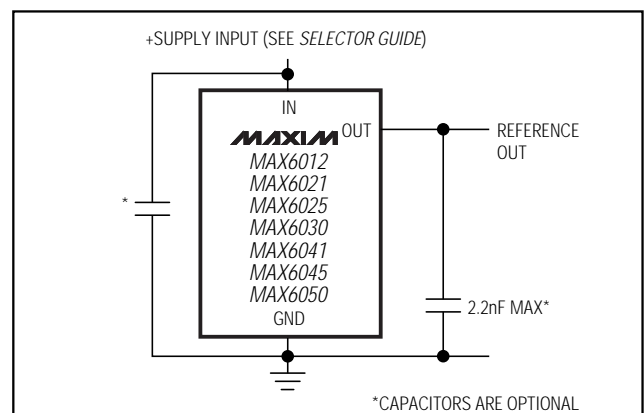 +SUPPLY INPUT (SEE SELECTOR GUIDE)
IN
MAXIM
OUT
REFERENCE
OUT
MAX6012
MAX6021
MAX6025
MAX6030
MAX6041
MAX6045
MAX6050
*
2.2nF MAX*
GND
*CAPACITORS ARE OPTIONAL